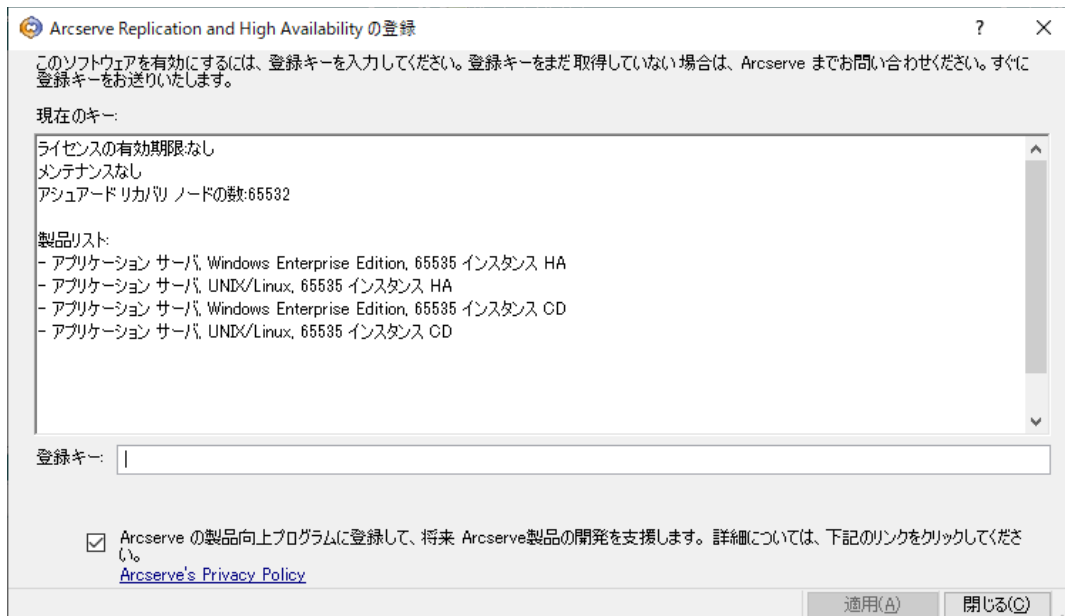 Arcserve Replication and High Availability の登録
このソフトウェアを有効にするには、登録キーを入力してください。登録キーをまだ取得していない場合は、Arcserve までお問い合わせください。すぐに
登録キーをお送りいたします。
現在のキー:
ライセンスの有効期限:なし
メンテナンスなし
アシュアード リカバリ ノードの数:65532
製品リスト:
- アプリケーション サーバ, Windows Enterprise Edition, 65535 インスタンス HA
- アプリケーション サーバ, UNIX/Linux, 65535 インスタンス HA
- アプリケーション サーバ, Windows Enterprise Edition, 65535 インスタンス CD
- アプリケーション サーバ, UNIX/Linux, 65535 インスタンス CD
登録キー:
Arcserve の製品向上プログラムに登録して、将来 Arcserve製品の開発を支援します。詳細については、下記のリンクをクリックしてくださ
い。
Arcserve's Privacy Policy
適用(A) 閉じる(C)